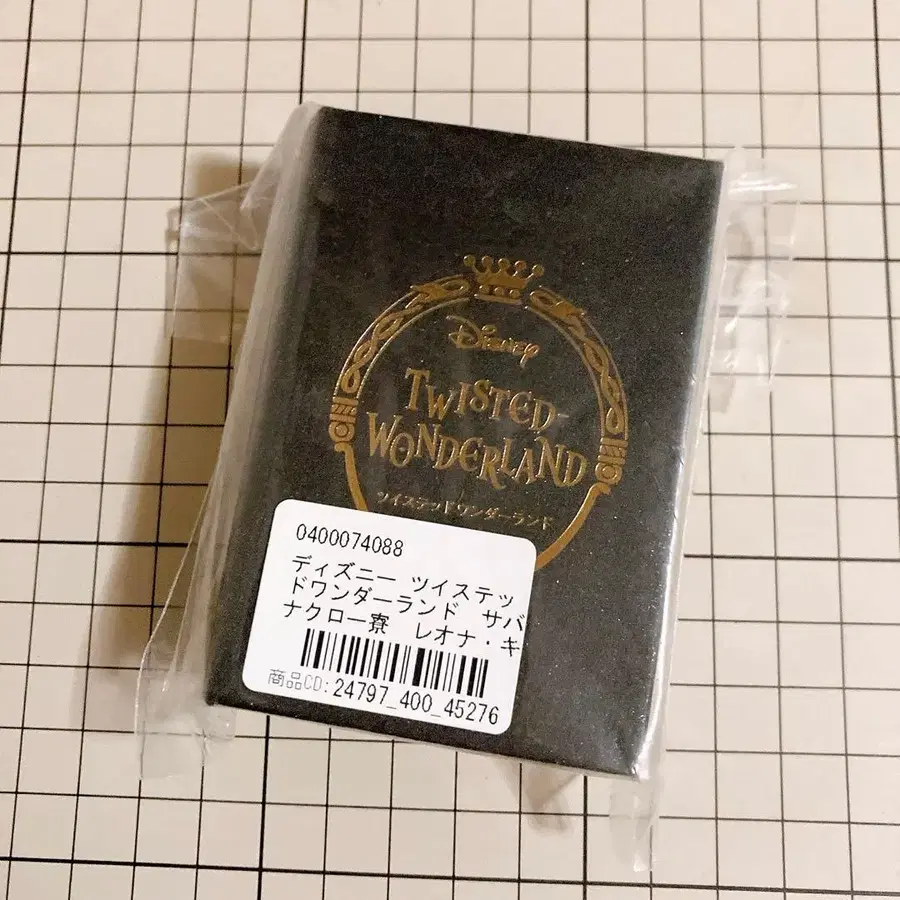 Disney
TWISTED-
WONDERLAND
ツイステッドワンダーランド
0400074088
ディズニー ツイステッ
ドワンダーランド サバ
ナクロー寮 レオナ・キ
商品CD:24797_400_45276